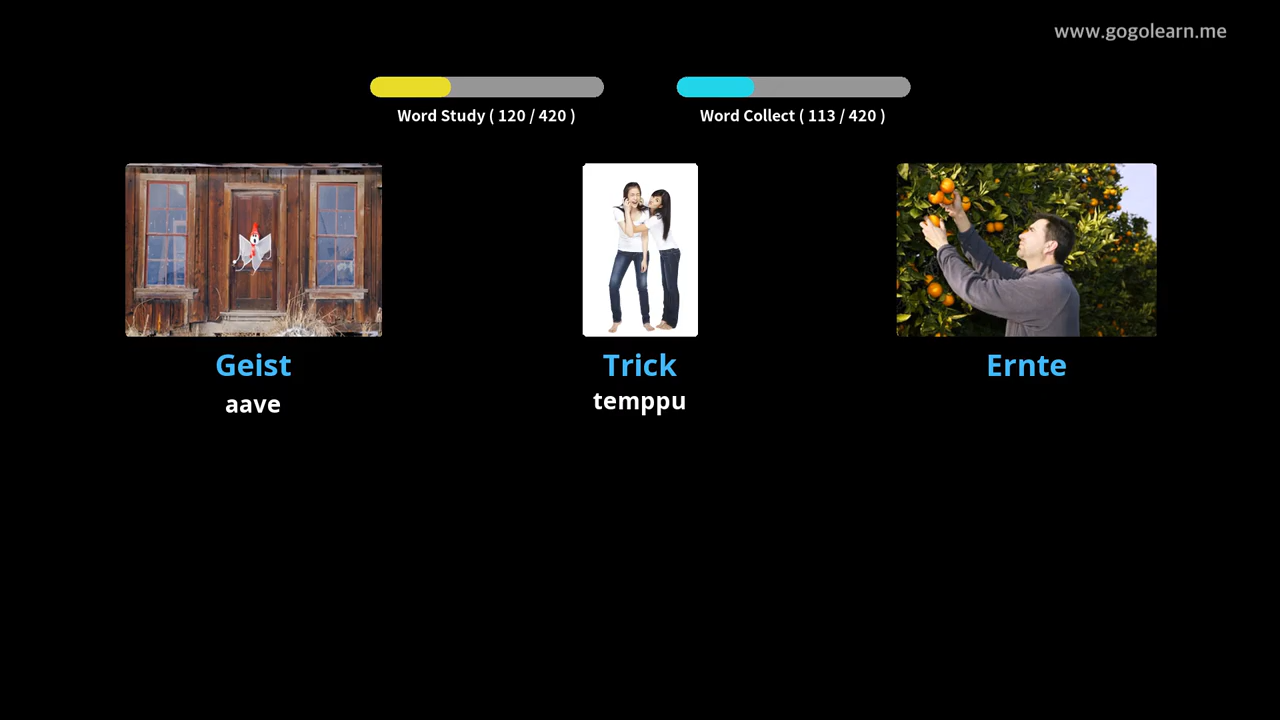 www.gogolearn.me
Word Study ( 120 / 420 )
Word Collect ( 113 / 420 )
Geist
aave
Trick
temppu
Ernte